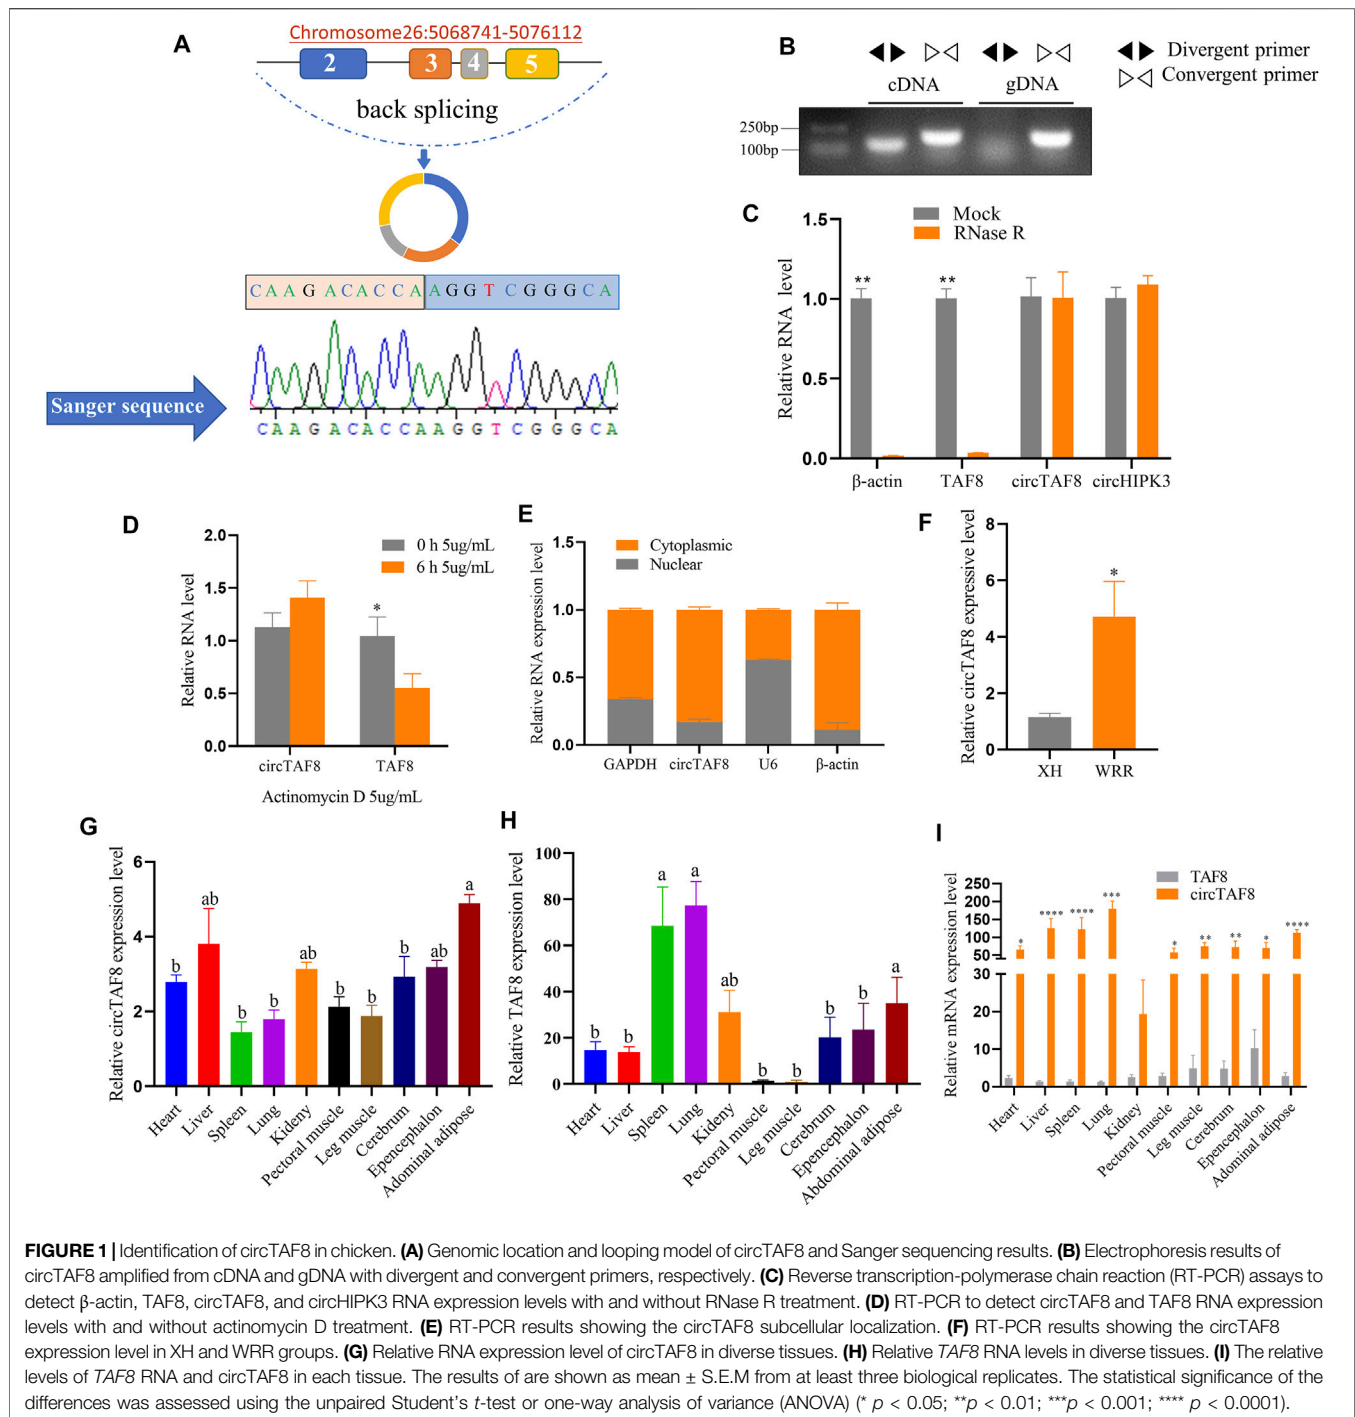 A
Chromosome26:5068741-5076112
2 3 4 5
back splicing
CAAGACACCA AGGTCGGGCA
Sanger sequence
CAAGACACCAAGGTCGGGCA
B
Divergent primer
Convergent primer
cDNA gDNA
250bp
100bp
C
Mock
RNase R
Relative RNA level
1.5
1.0
0.5
0.0
** **
β-actin TAF8 circTAF8 circHIPK3
D
0 h 5ug/mL
6 h 5ug/mL
Relative RNA level
2.0
1.5
1.0
0.5
0.0
*
circTAF8 TAF8
Actinomycin D 5ug/mL
E
Cytoplasmic
Nuclear
Relative RNA expression level
1.5
1.0
0.5
0.0
GAPDH circTAF8 U6 β-actin
F
Relative circTAF8 expressive level
8
6
4
2
0
*
XH WRR
G
Relative circTAF8 expression level
6
4
2
0
b ab b b ab b b b ab a
Heart Liver Spleen Lung Kideny Pectoral muscle Leg muscle Cerebrum Epencephalon Adominal adipose
H
Relative TAF8 expression level
100
80
60
40
20
0
b b a a ab b b b b a
Heart Liver Spleen Lung Kideny Pectoral muscle Leg muscle Cerebrum Epencephalon Abdominal adipose
I
TAF8
circTAF8
Relative mRNA expression level
250
200
150
100
50
30
20
10
0
* **** **** *** * ** ** * ****
Heart Liver Spleen Lung Kidney Pectoral muscle Leg muscle Cerebrum Epencephalon Adominal adipose
FIGURE 1 | Identification of circTAF8 in chicken. (A) Genomic location and looping model of circTAF8 and Sanger sequencing results. (B) Electrophoresis results of
circTAF8 amplified from cDNA and gDNA with divergent and convergent primers, respectively. (C) Reverse transcription-polymerase chain reaction (RT-PCR) assays to
detect β-actin, TAF8, circTAF8, and circHIPK3 RNA expression levels with and without RNase R treatment. (D) RT-PCR to detect circTAF8 and TAF8 RNA expression
levels with and without actinomycin D treatment. (E) RT-PCR results showing the circTAF8 subcellular localization. (F) RT-PCR results showing the circTAF8
expression level in XH and WRR groups. (G) Relative RNA expression level of circTAF8 in diverse tissues. (H) Relative TAF8 RNA levels in diverse tissues. (I) The relative
levels of TAF8 RNA and circTAF8 in each tissue. The results of are shown as mean ± S.E.M from at least three biological replicates. The statistical significance of the
differences was assessed using the unpaired Student's t-test or one-way analysis of variance (ANOVA) (* p < 0.05; **p < 0.01; ***p < 0.001; **** p < 0.0001).